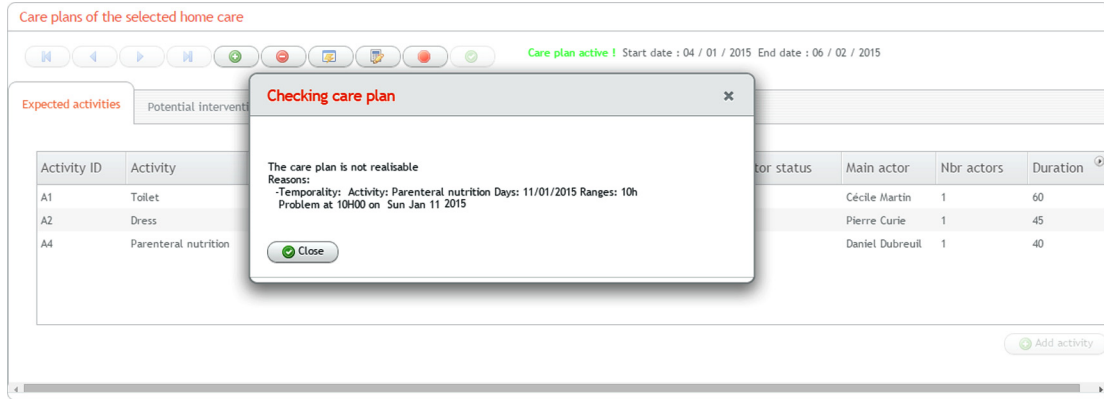 Care plans of the selected home care
Care plan active ! Start date : 04 / 01 / 2015 End date : 06 / 02 / 2015
Expected activities
Potential interventi
Checking care plan
The care plan is not realisable
Reasons:
-Temporality: Activity: Parenteral nutrition Days: 11/01/2015 Ranges: 10h
Problem at 10H00 on Sun Jan 11 2015
Close
Activity ID Activity tor status Main actor Nbr actors Duration
A1 Toilet Cécile Martin 1 60
A2 Dress Pierre Curie 1 45
A4 Parenteral nutrition Daniel Dubreuil 1 40
Add activity